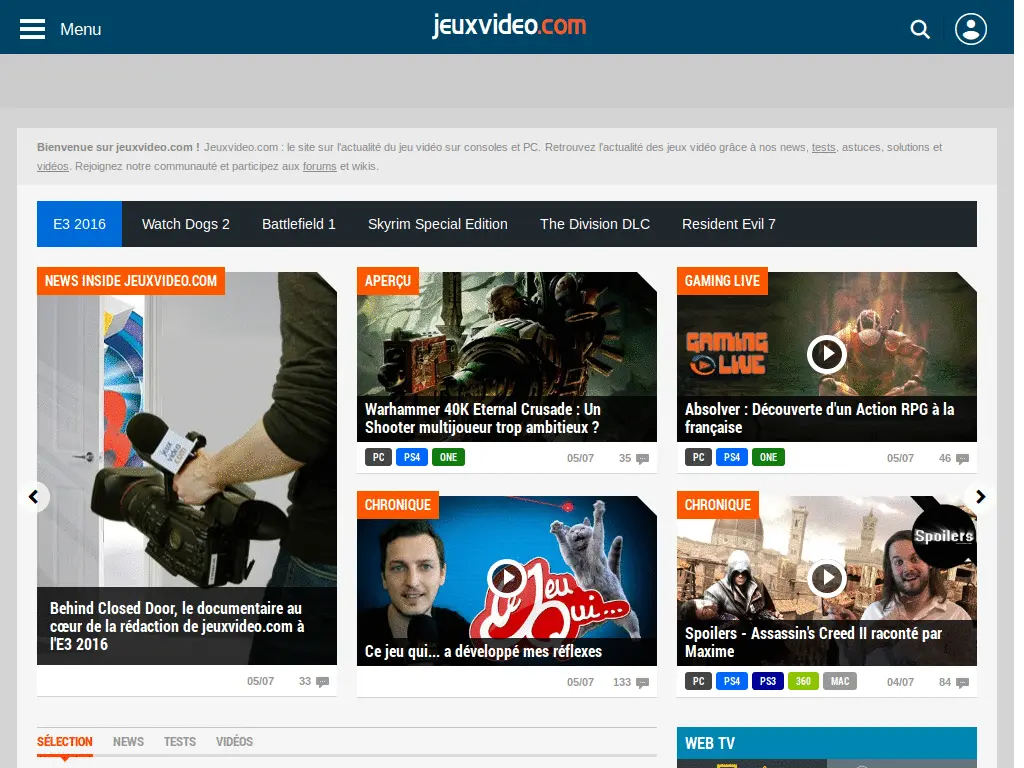 Menu
jeuxvideo.com
Bienvenue sur jeuxvideo.com ! Jeuxvideo.com : le site sur l'actualité du jeu vidéo sur consoles et PC. Retrouvez l'actualité des jeux vidéo grâce à nos news, tests, astuces, solutions et
vidéos. Rejoignez notre communauté et participez aux forums et wikis.
E3 2016 Watch Dogs 2 Battlefield 1 Skyrim Special Edition The Division DLC Resident Evil 7
NEWS INSIDE JEUXVIDEO.COM
jeux
video
.com
Behind Closed Door, le documentaire au
cœur de la rédaction de jeuxvideo.com à
l'E3 2016
05/07 33
APERÇU
Warhammer 40K Eternal Crusade : Un
Shooter multijoueur trop ambitieux ?
PC PS4 ONE 05/07 35
GAMING LIVE
GAMING
LIVE
Absolver : Découverte d'un Action RPG à la
française
PC PS4 ONE 05/07 46
CHRONIQUE
Ce Jeu
Qui...
Ce jeu qui... a développé mes réflexes
05/07 133
CHRONIQUE
Spoilers
Spoilers - Assassin's Creed II raconté par
Maxime
PC PS4 PS3 360 MAC 04/07 84
SÉLECTION NEWS TESTS VIDÉOS
WEB TV